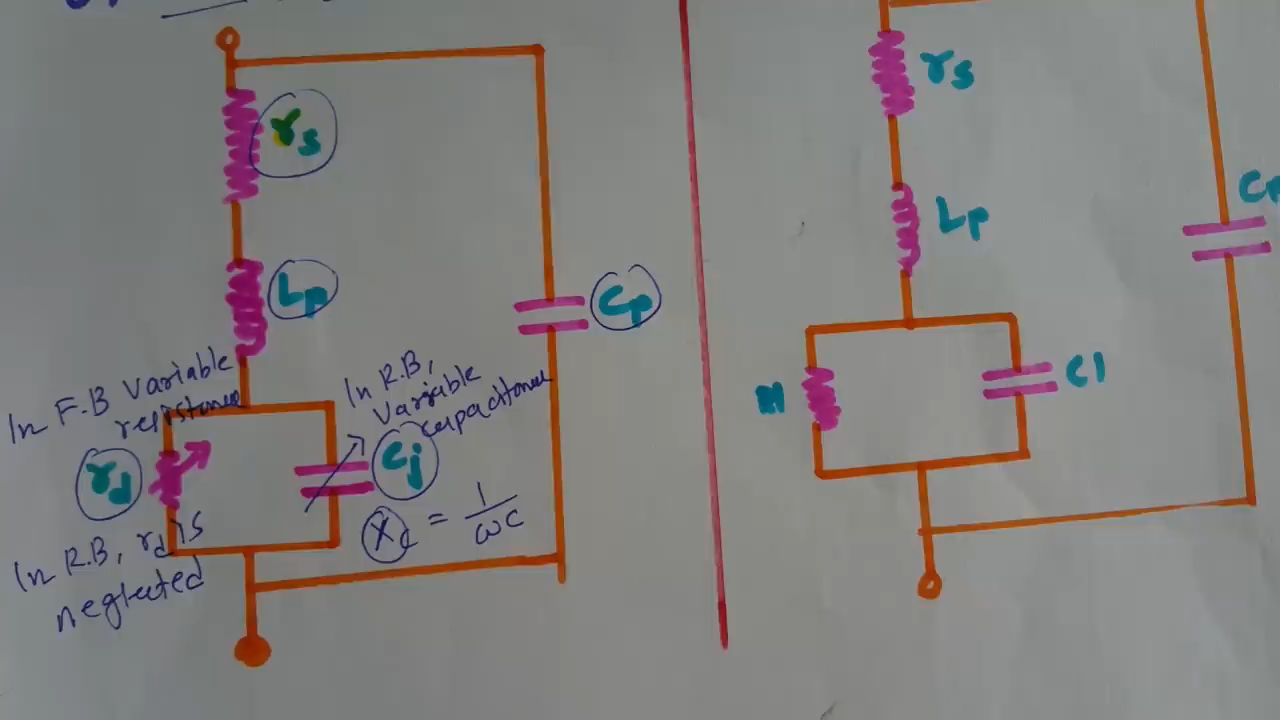 rs
Lp
Cp
In F.B Variable
resistance
In R.B,
Variable
capacitance
rd
Cj
Xc = 1/ωC
In R.B, rd is
neglected
rs
Lp
Cp
C1